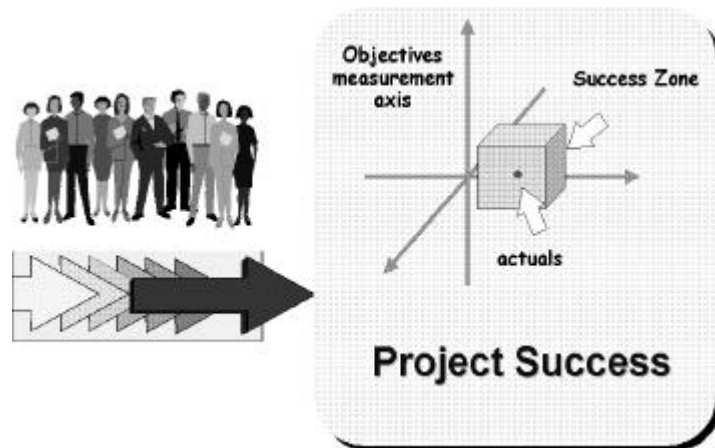 Objectives
measurement
axis
Success Zone
actuals
Project Success